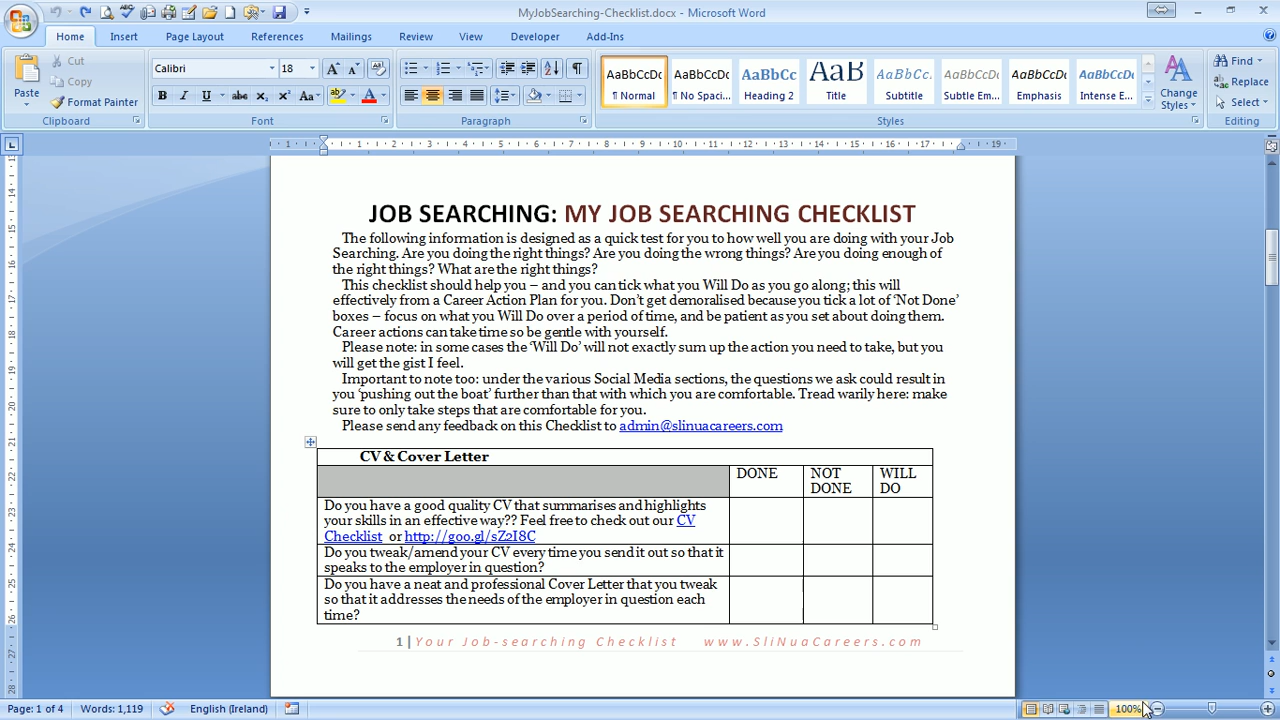 MyJobSearching-Checklist.docx - Microsoft Word
Home Insert Page Layout References Mailings Review View Developer Add-Ins
Paste
Cut
Copy
Format Painter
Clipboard
Calibri 18
Font
Paragraph
AaBbCcDc AaBbCcDc AaBbCc AaB AaBbCc. AaBbCcDc AaBbCcDc AaBbCcDc
¶ Normal ¶ No Spaci... Heading 2 Title Subtitle Subtle Em... Emphasis Intense E...
Change
Styles
Styles
Find
Replace
Select
Editing
JOB SEARCHING: MY JOB SEARCHING CHECKLIST
The following information is designed as a quick test for you to how well you are doing with your Job
Searching. Are you doing the right things? Are you doing the wrong things? Are you doing enough of
the right things? What are the right things?
This checklist should help you – and you can tick what you Will Do as you go along; this will
effectively from a Career Action Plan for you. Don't get demoralised because you tick a lot of 'Not Done'
boxes – focus on what you Will Do over a period of time, and be patient as you set about doing them.
Career actions can take time so be gentle with yourself.
Please note: in some cases the 'Will Do' will not exactly sum up the action you need to take, but you
will get the gist I feel.
Important to note too: under the various Social Media sections, the questions we ask could result in
you 'pushing out the boat' further than that with which you are comfortable. Tread warily here: make
sure to only take steps that are comfortable for you.
Please send any feedback on this Checklist to admin@slinuacareers.com
CV & Cover Letter
DONE NOT WILL
DONE DO
Do you have a good quality CV that summarises and highlights
your skills in an effective way?? Feel free to check out our CV
Checklist or http://goo.gl/sZ2I8C
Do you tweak/amend your CV every time you send it out so that it
speaks to the employer in question?
Do you have a neat and professional Cover Letter that you tweak
so that it addresses the needs of the employer in question each
time?
1 | Your Job-searching Checklist www.SliNuaCareers.com
Page: 1 of 4 Words: 1,119 English (Ireland) 100%